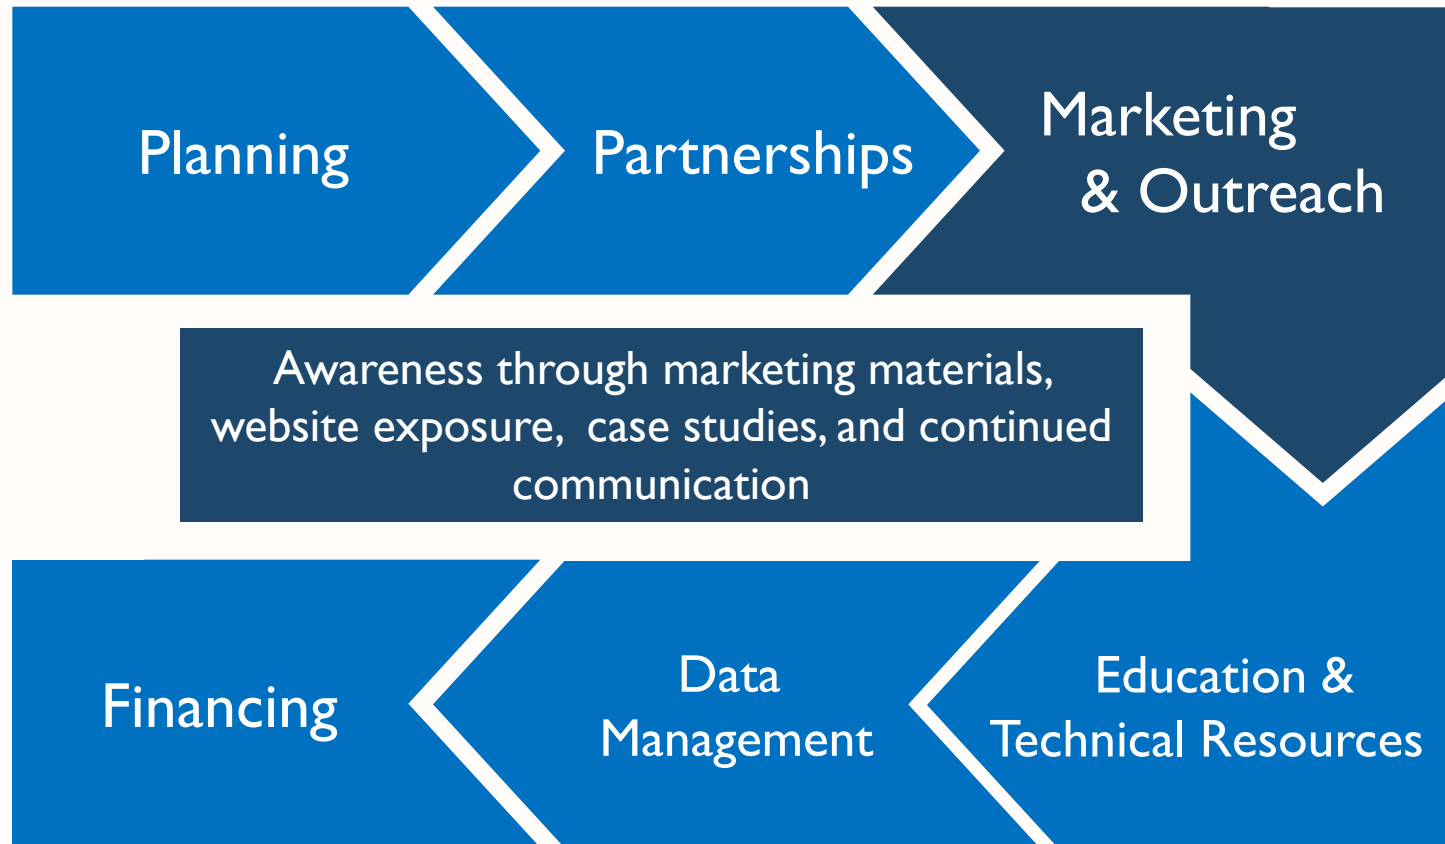 Planning
Partnerships
Marketing
& Outreach
Awareness through marketing materials,
website exposure,  case studies, and continued
communication
Financing
Data
Management
Education &
Technical Resources